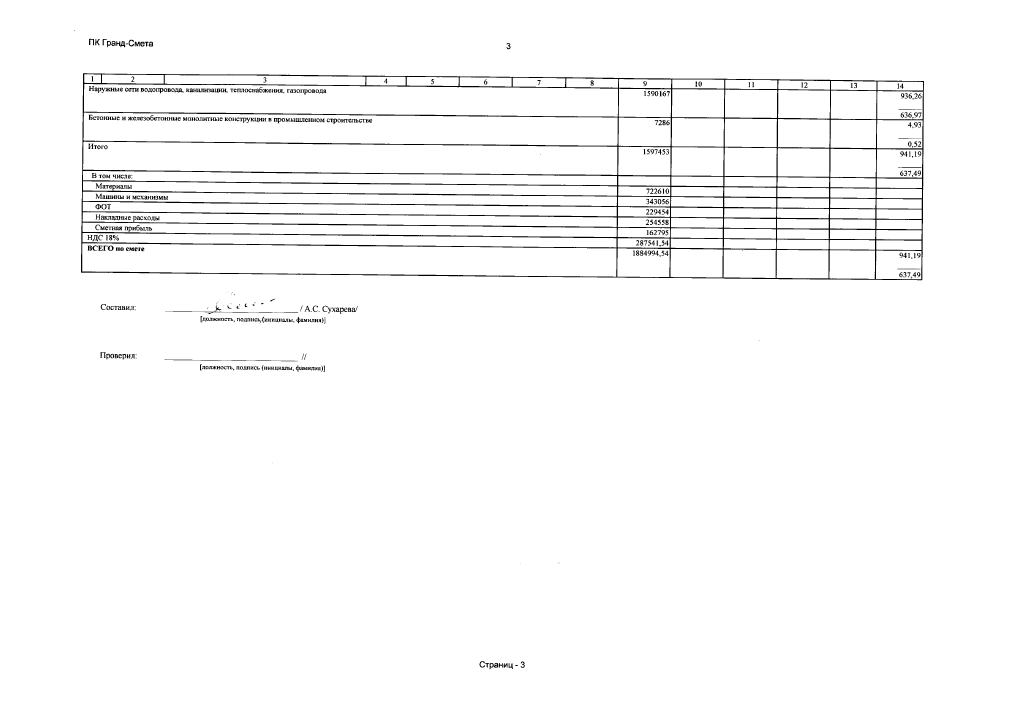 ПК Гранд-Смета
3
1 2 3 4 5 6 7 8 9 10 11 12 13 14
Наружные сети водопровода, канализации, теплоснабжения, газопровода 1590167 936,26
636,97
Бетонные и железобетонные монолитные конструкции в промышленном строительстве 7286 4,93
0,52
Итого 1597453 941,19
637,49
В том числе:
Материалы 722610
Машины и механизмы 343056
ФОТ 229454
Накладные расходы 254558
Сметная прибыль 162795
НДС 18% 287541,54
ВСЕГО по смете 1884994,54 941,19
637,49
Составил: / А.С. Сухарева/
[должность, подпись,(инициалы, фамилия)]
Проверил: //
[должность, подпись (инициалы, фамилия)]
Страниц - 3